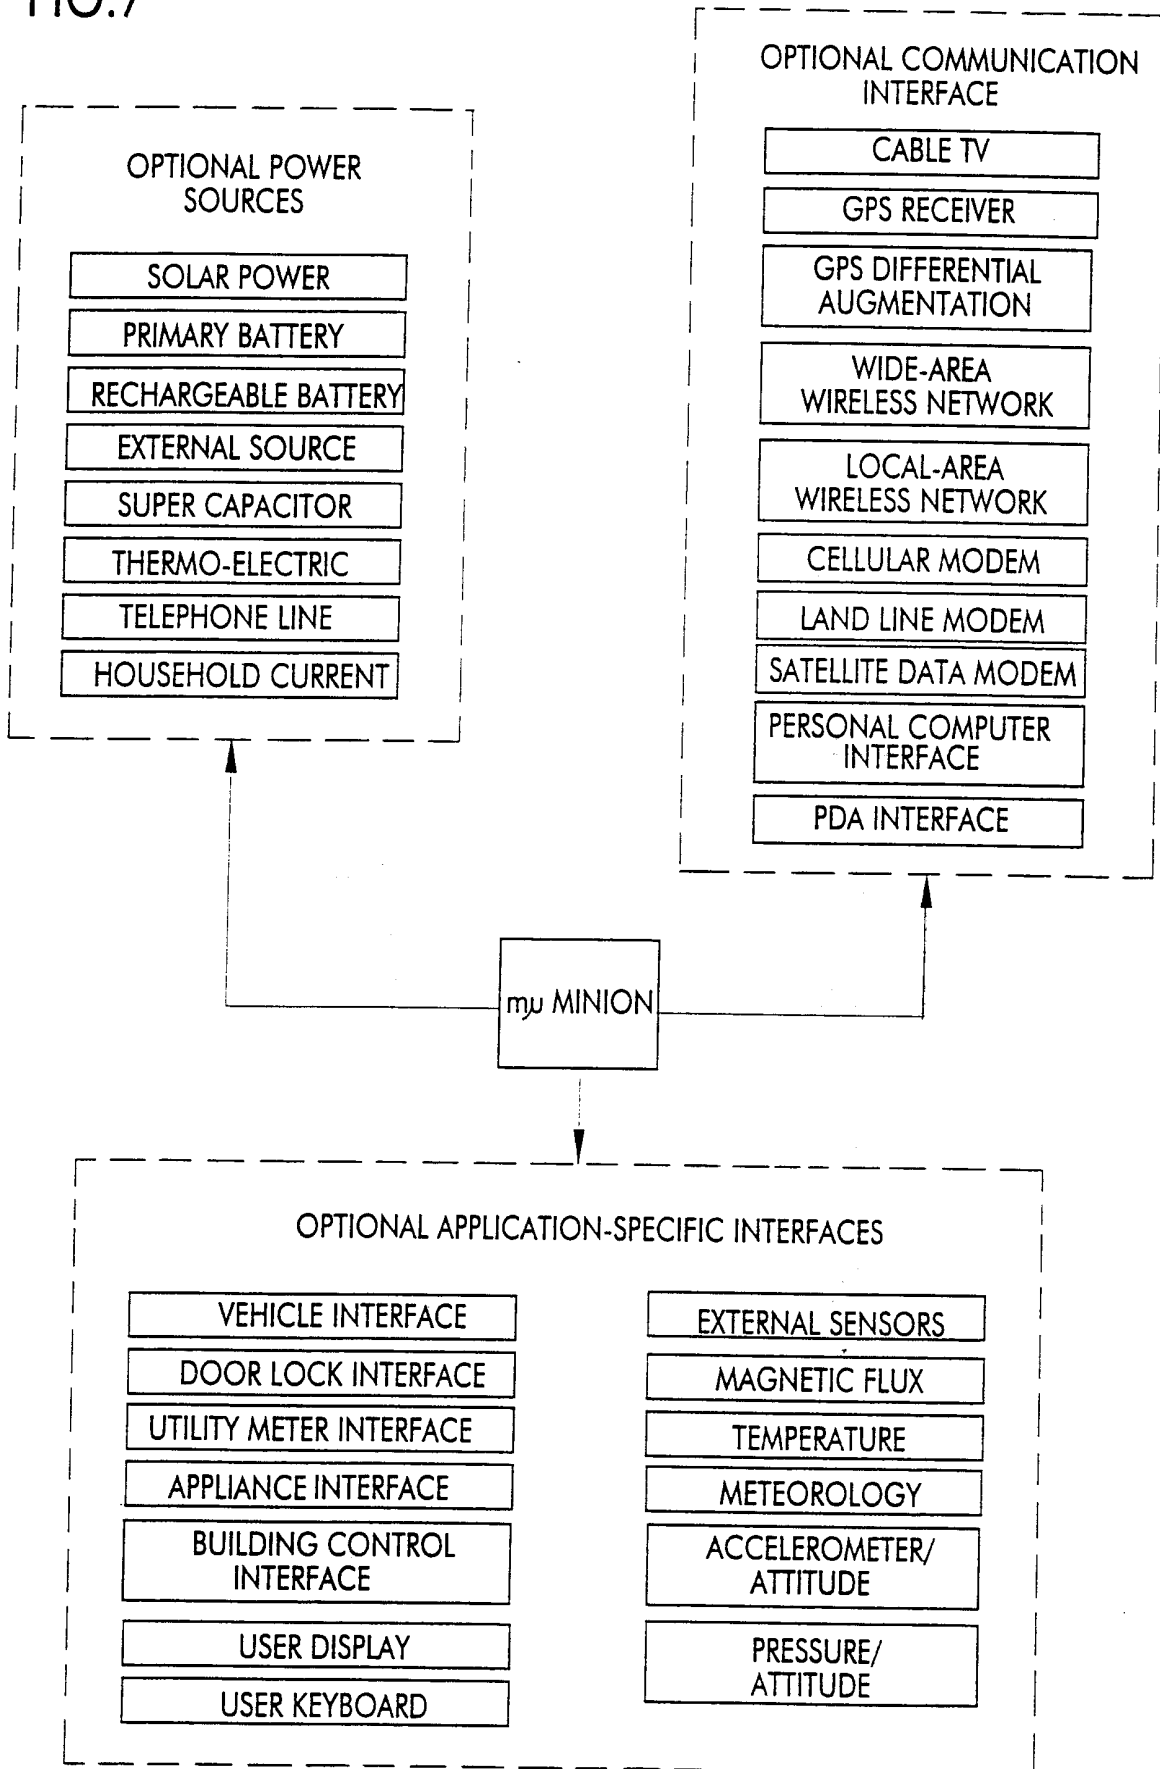 FIG.7
OPTIONAL POWER
SOURCES
SOLAR POWER
PRIMARY BATTERY
RECHARGEABLE BATTERY
EXTERNAL SOURCE
SUPER CAPACITOR
THERMO-ELECTRIC
TELEPHONE LINE
HOUSEHOLD CURRENT
OPTIONAL COMMUNICATION
INTERFACE
CABLE TV
GPS RECEIVER
GPS DIFFERENTIAL
AUGMENTATION
WIDE-AREA
WIRELESS NETWORK
LOCAL-AREA
WIRELESS NETWORK
CELLULAR MODEM
LAND LINE MODEM
SATELLITE DATA MODEM
PERSONAL COMPUTER
INTERFACE
PDA INTERFACE
mμ MINION
OPTIONAL APPLICATION-SPECIFIC INTERFACES
VEHICLE INTERFACE
DOOR LOCK INTERFACE
UTILITY METER INTERFACE
APPLIANCE INTERFACE
BUILDING CONTROL
INTERFACE
USER DISPLAY
USER KEYBOARD
EXTERNAL SENSORS
MAGNETIC FLUX
TEMPERATURE
METEOROLOGY
ACCELEROMETER/
ATTITUDE
PRESSURE/
ATTITUDE